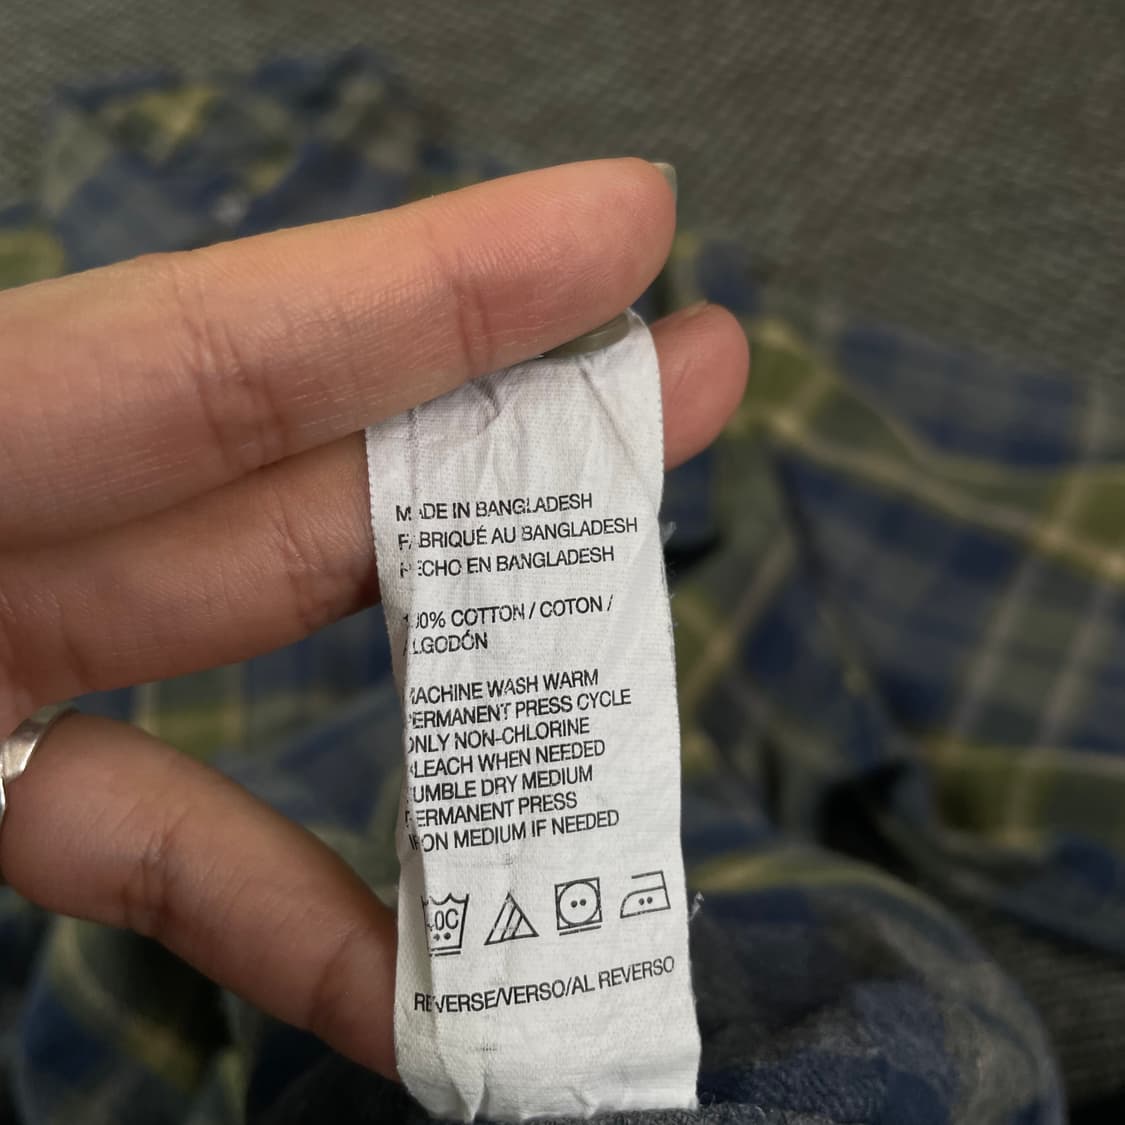 MADE IN BANGLADESH
FABRIQUÉ AU BANGLADESH
HECHO EN BANGLADESH
100% COTTON / COTON /
ALGODÓN
MACHINE WASH WARM
PERMANENT PRESS CYCLE
ONLY NON-CHLORINE
BLEACH WHEN NEEDED
TUMBLE DRY MEDIUM
PERMANENT PRESS
IRON MEDIUM IF NEEDED
REVERSE/VERSO/AL REVERSO